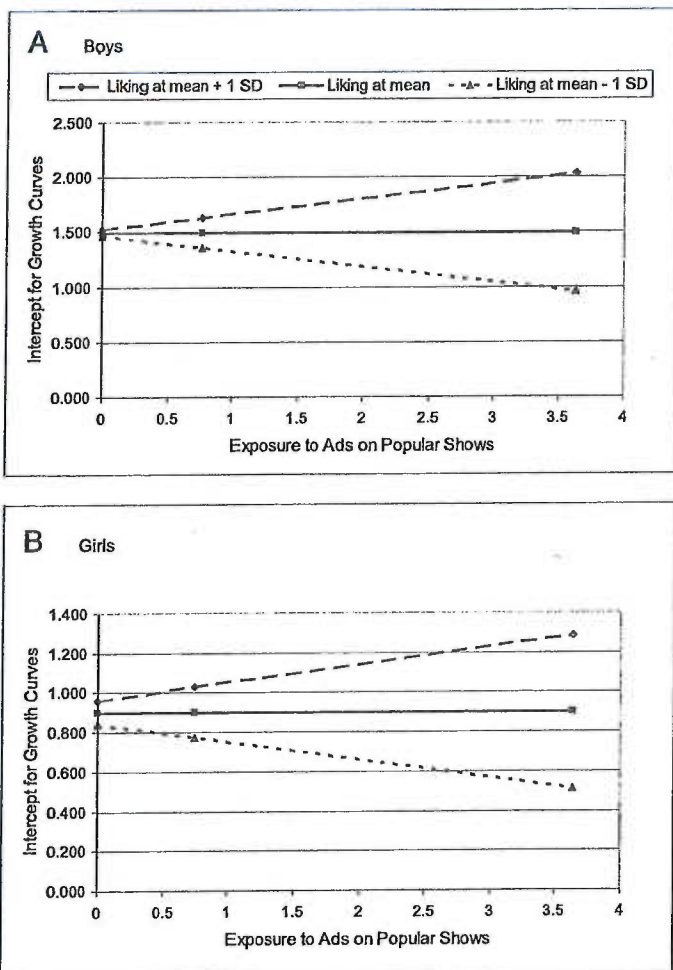 A Boys
Liking at mean + 1 SD Liking at mean Liking at mean - 1 SD
2.500
2.000
1.500
1.000
0.500
0.000
Intercept for Growth Curves
0 0.5 1 1.5 2 2.5 3 3.5 4
Exposure to Ads on Popular Shows
B Girls
1.400
1.200
1.000
0.800
0.600
0.400
0.200
0.000
Intercept for Growth Curves
0 0.5 1 1.5 2 2.5 3 3.5 4
Exposure to Ads on Popular Shows